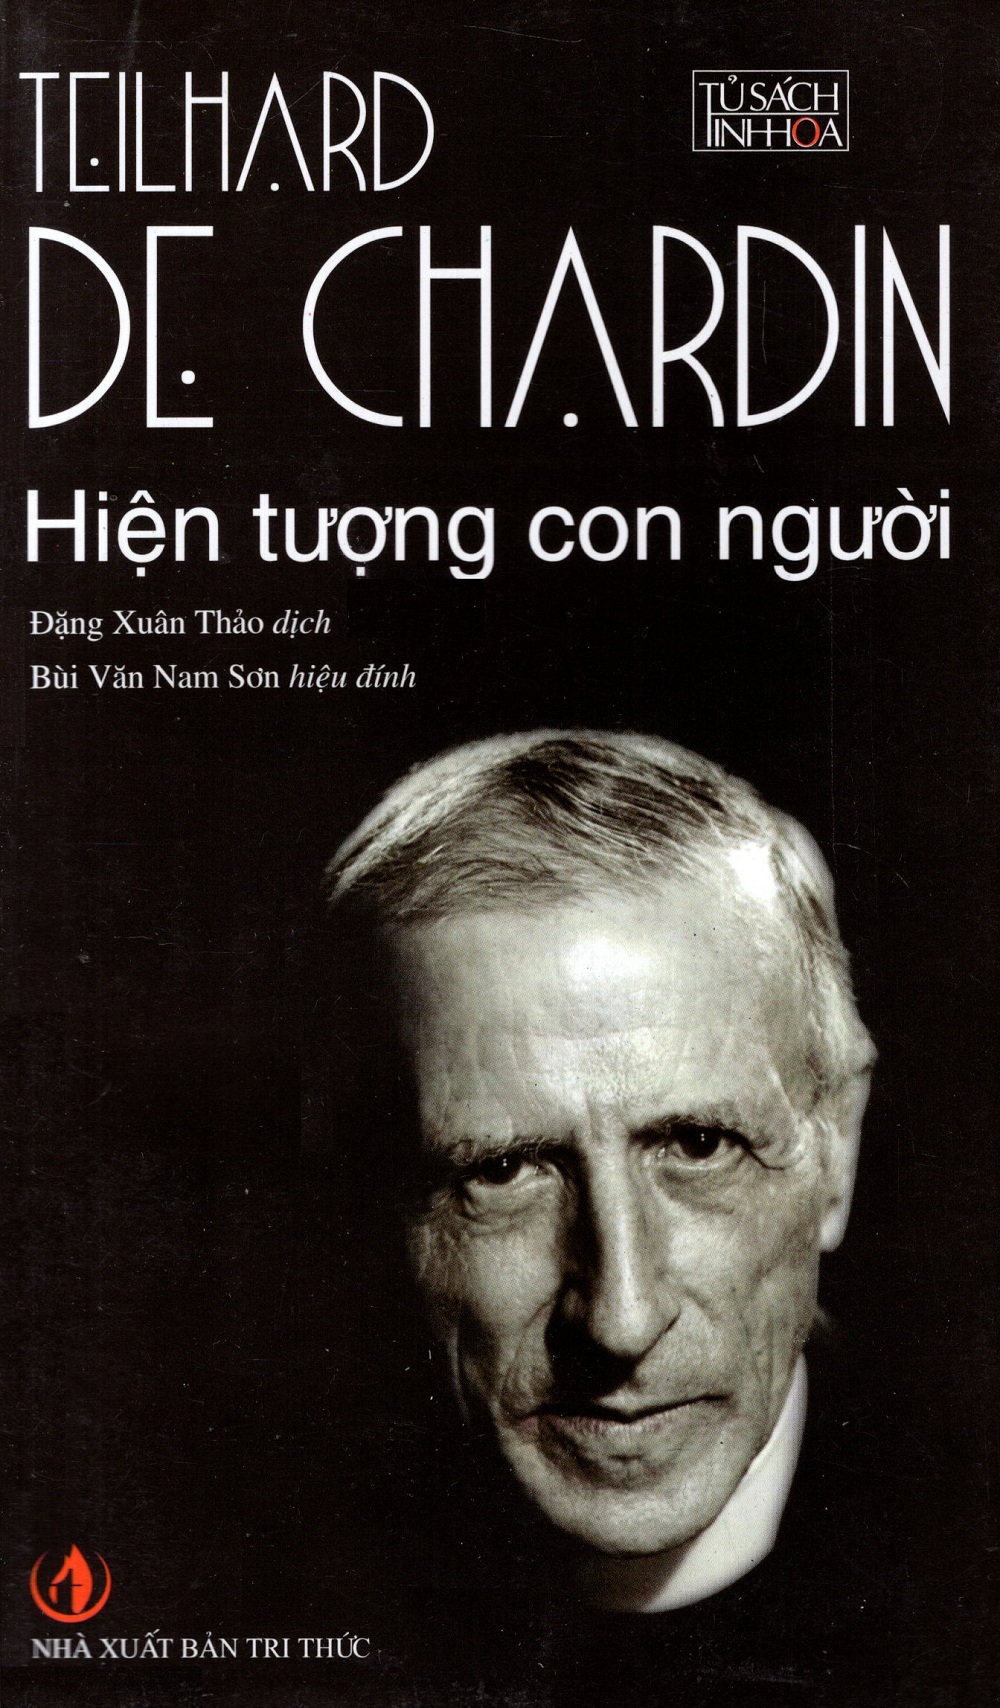 TEILHARD
TỦ SÁCH
TINH HOA
DE CHARDIN
Hiện tượng con người
Đặng Xuân Thảo dịch
Bùi Văn Nam Sơn hiệu đính
NHÀ XUẤT BẢN TRI THỨC